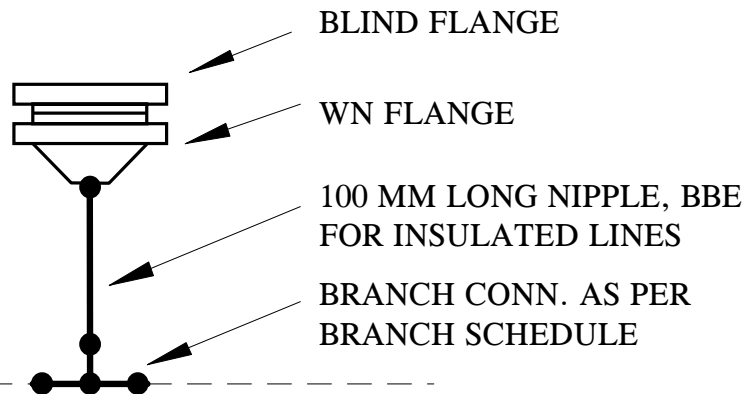 BLIND FLANGE
WN FLANGE
100 MM LONG NIPPLE, BBE
FOR INSULATED LINES
BRANCH CONN. AS PER
BRANCH SCHEDULE